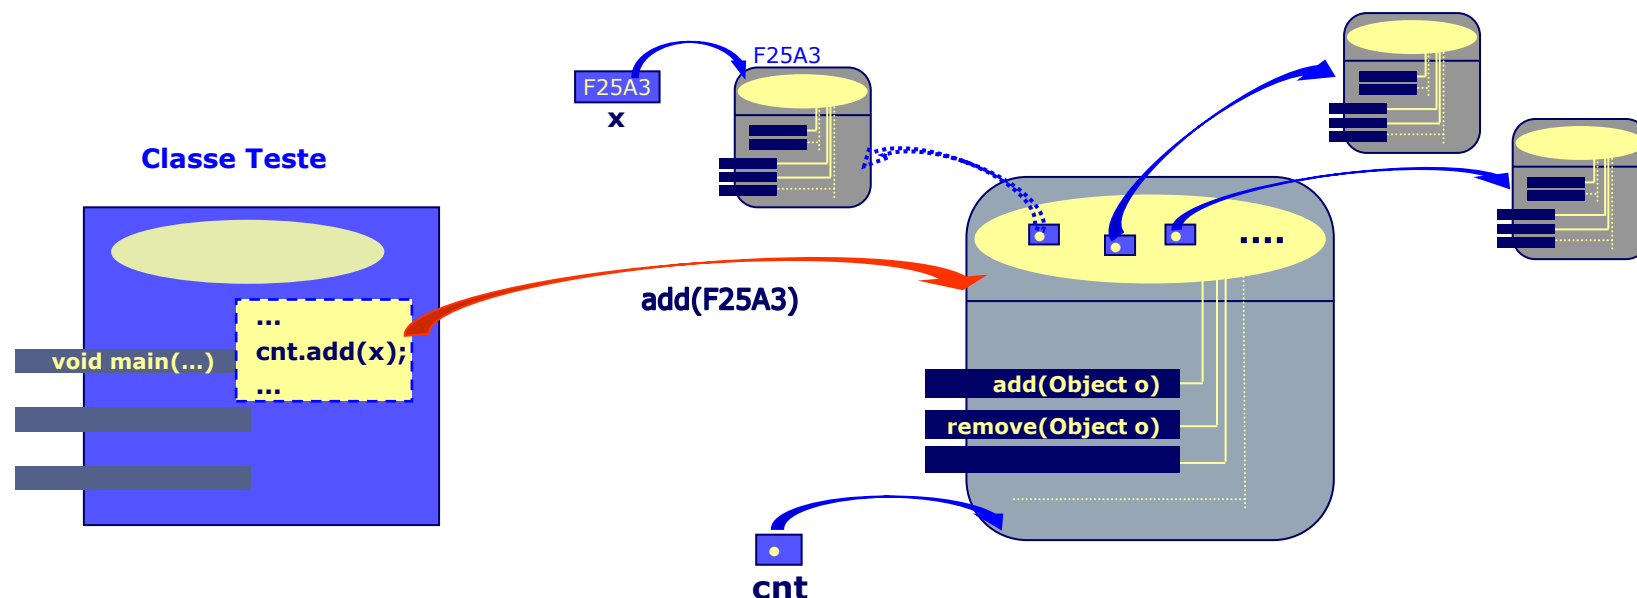 F25A3
F25A3
x
Classe Teste
....
...
add(F25A3)
cnt.add(x);
void main(...)
...
add(Object o)
remove(Object o)
cnt